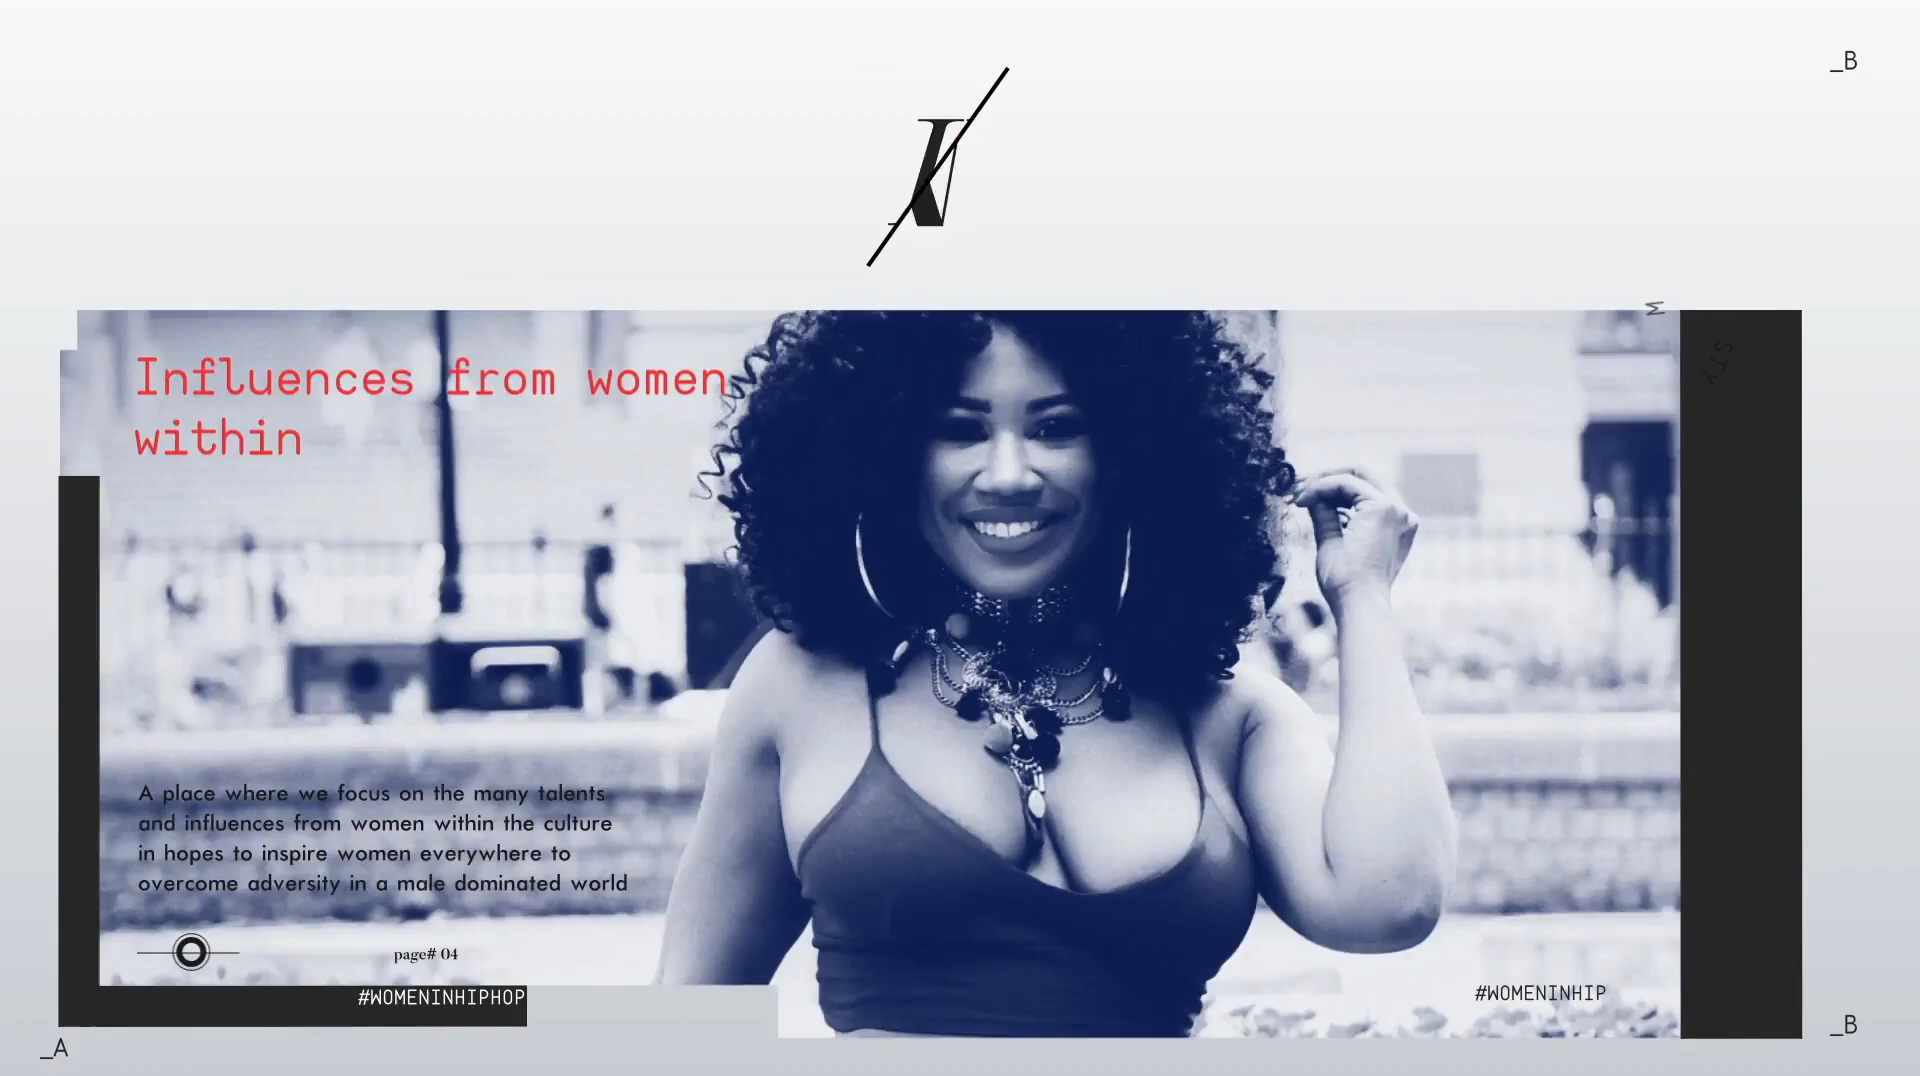 _B
Influences from women
within
M
STY
A place where we focus on the many talents
and influences from women within the culture
in hopes to inspire women everywhere to
overcome adversity in a male dominated world
page# 04
#WOMENINHIPHOP
#WOMENINHIP
_B
_A